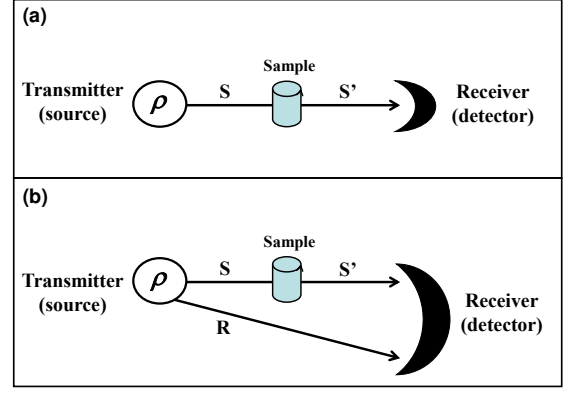 (a)
Sample
Transmitter
(source)
ρ
S
S’
Receiver
(detector)
(b)
Sample
Transmitter
(source)
ρ
S
S’
R
Receiver
(detector)